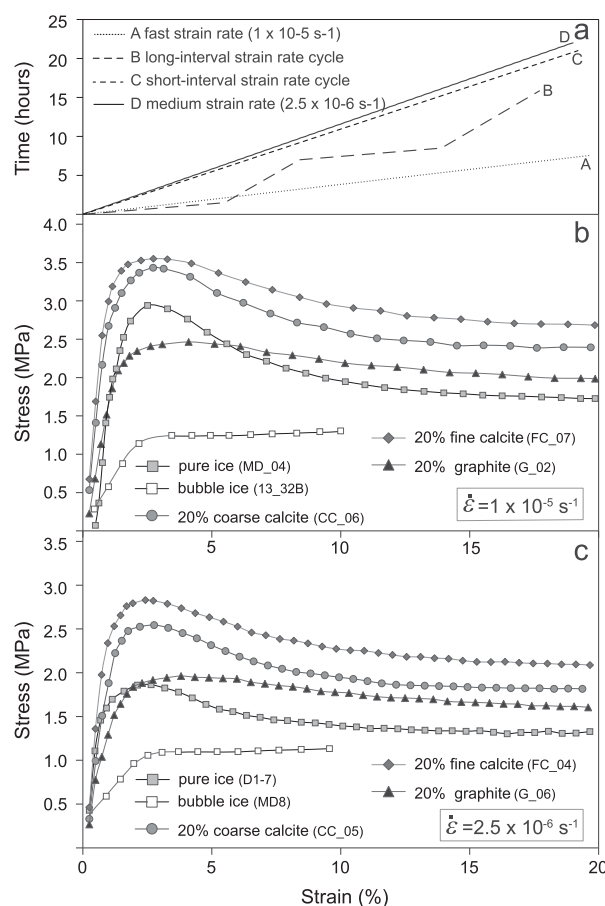 a
25
20
15
10
5
Time (hours)
A fast strain rate (1 x 10-5 s-1)
B long-interval strain rate cycle
C short-interval strain rate cycle
D medium strain rate (2.5 x 10-6 s-1)
D
C
B
A
b
4.0
3.5
3.0
2.5
2.0
1.5
1.0
0.5
Stress (MPa)
pure ice (MD_04)
bubble ice (13_32B)
20% coarse calcite (CC_06)
20% fine calcite (FC_07)
20% graphite (G_02)
ε̇ =1 x 10⁻⁵ s⁻¹
5 10 15
c
3.0
2.5
2.0
1.5
1.0
0.5
Stress (MPa)
pure ice (D1-7)
bubble ice (MD8)
20% coarse calcite (CC_05)
20% fine calcite (FC_04)
20% graphite (G_06)
ε̇ =2.5 x 10⁻⁶ s⁻¹
0 5 10 15 20
Strain (%)